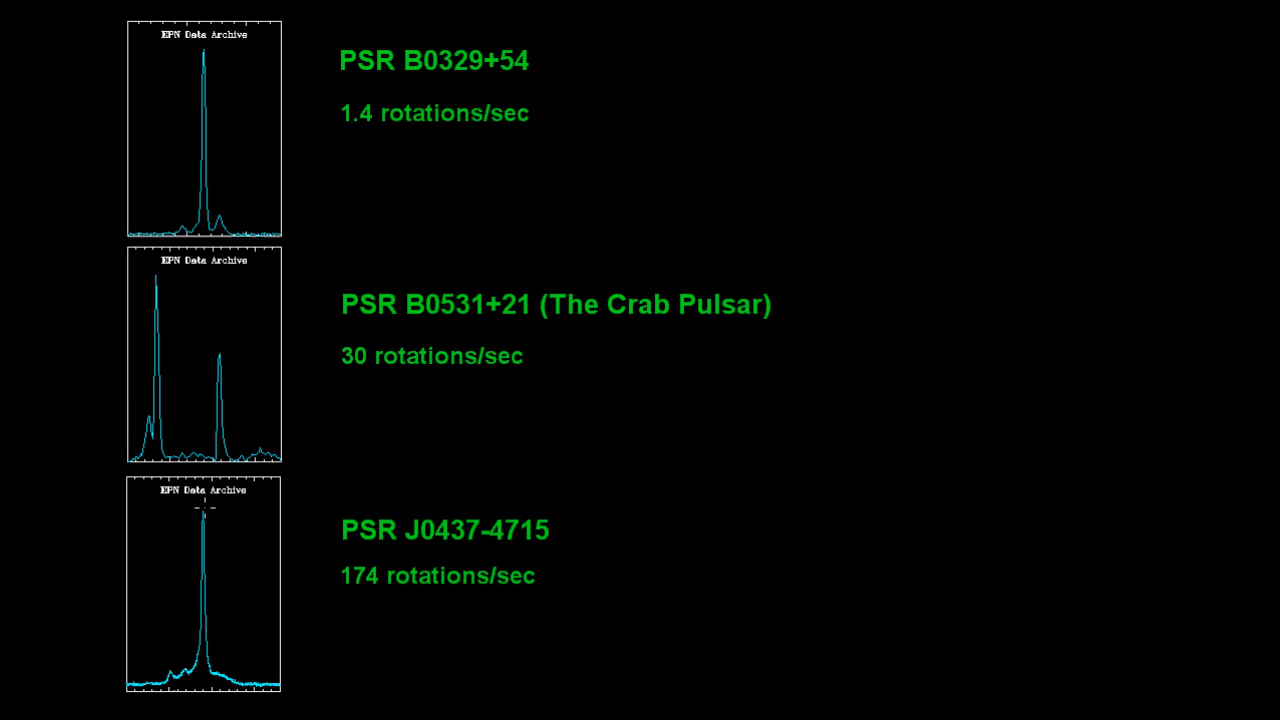 EPN Data Archive
PSR B0329+54
1.4 rotations/sec
EPN Data Archive
PSR B0531+21 (The Crab Pulsar)
30 rotations/sec
EPN Data Archive
PSR J0437-4715
174 rotations/sec